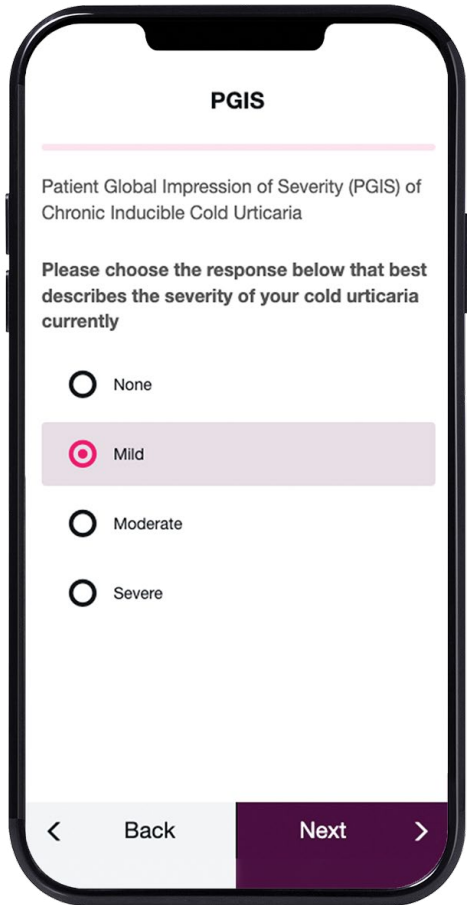 PGIS
Patient Global Impression of Severity (PGIS) of
Chronic Inducible Cold Urticaria
Please choose the response below that best
describes the severity of your cold urticaria
currently
None
Mild
Moderate
Severe
Back
Next